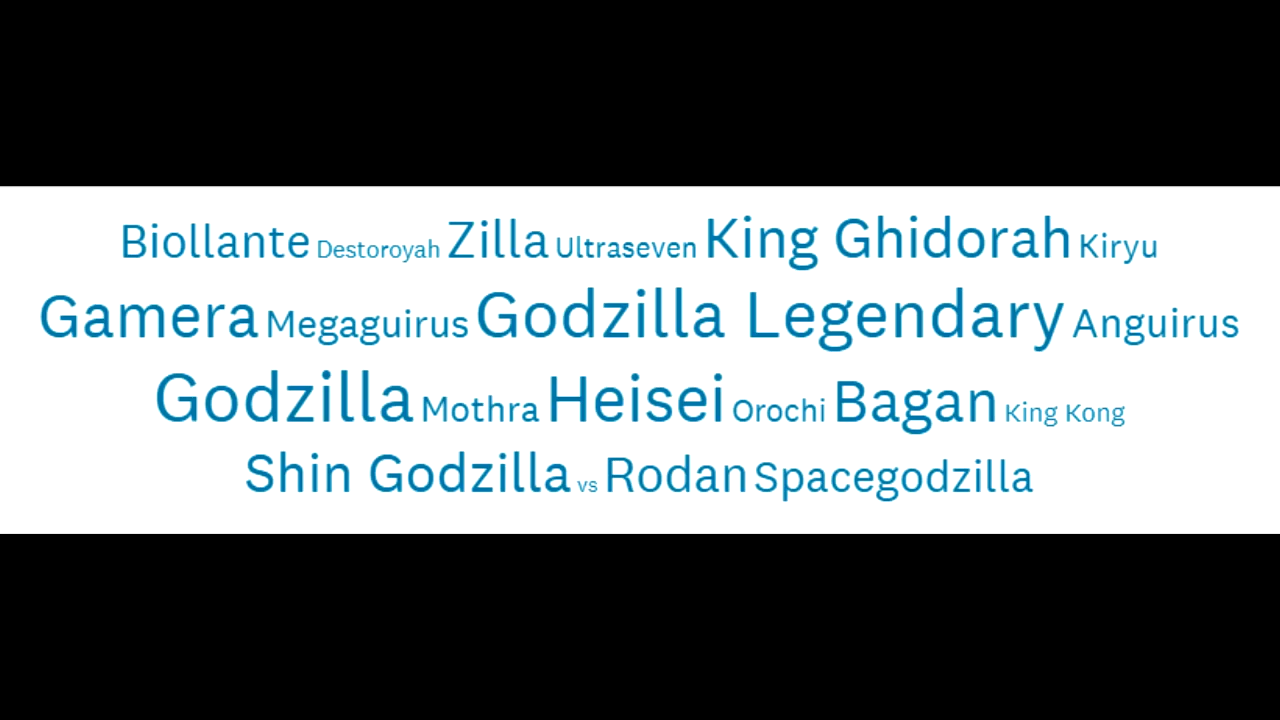 Biollante Destoroyah Zilla Ultraseven King Ghidorah Kiryu
Gamera Megaguirus Godzilla Legendary Anguirus
Godzilla Mothra Heisei Orochi Bagan King Kong
Shin Godzilla vs Rodan Spacegodzilla